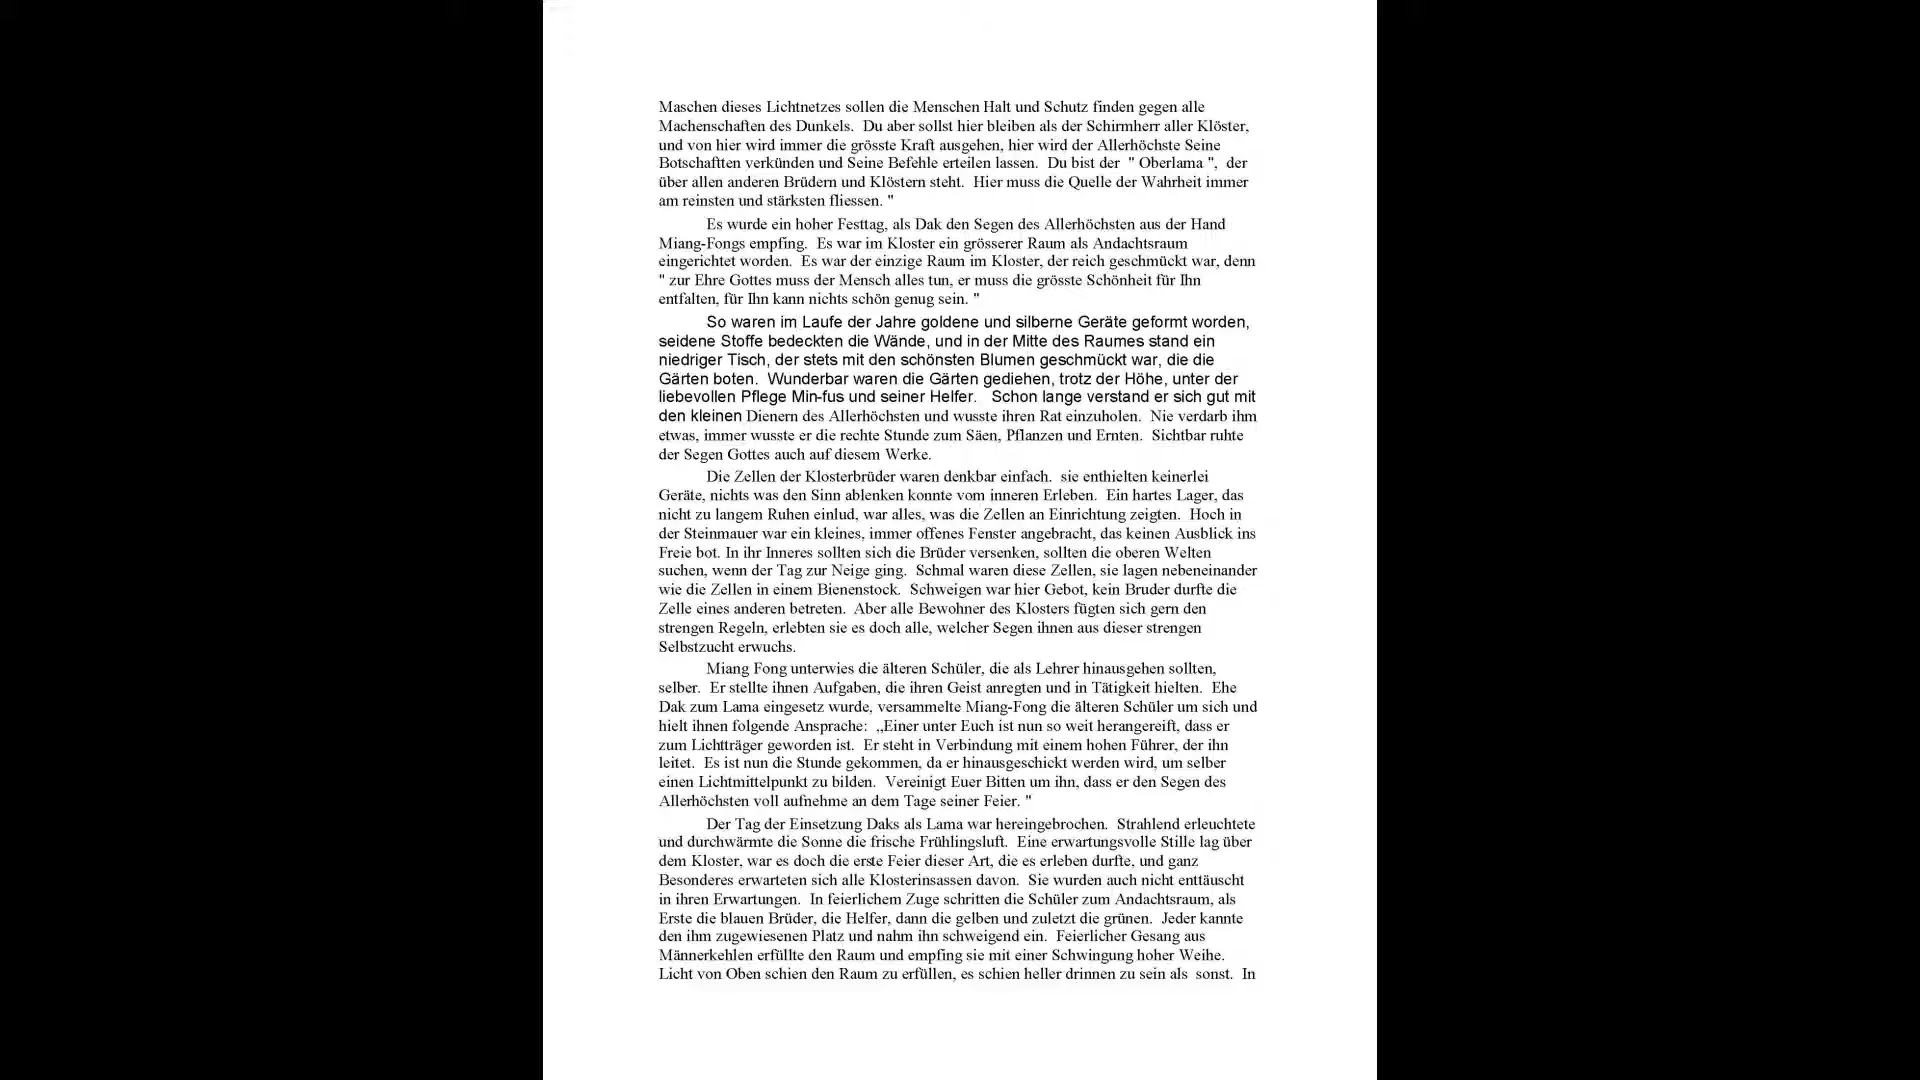 Maschen dieses Lichtnetzes sollen die Menschen Halt und Schutz finden gegen alle
Machenschaften des Dunkels.  Du aber sollst hier bleiben als der Schirmherr aller Klöster,
und von hier wird immer die grösste Kraft ausgehen, hier wird der Allerhöchste Seine
Botschaftten verkünden und Seine Befehle erteilen lassen.  Du bist der  " Oberlama ",  der
über allen anderen Brüdern und Klöstern steht.  Hier muss die Quelle der Wahrheit immer
am reinsten und stärksten fliessen. "
Es wurde ein hoher Festtag, als Dak den Segen des Allerhöchsten aus der Hand
Miang-Fongs empfing.  Es war im Kloster ein grösserer Raum als Andachtsraum
eingerichtet worden.  Es war der einzige Raum im Kloster, der reich geschmückt war, denn
" zur Ehre Gottes muss der Mensch alles tun, er muss die grösste Schönheit für Ihn
entfalten, für Ihn kann nichts schön genug sein. "
So waren im Laufe der Jahre goldene und silberne Geräte geformt worden,
seidene Stoffe bedeckten die Wände, und in der Mitte des Raumes stand ein
niedriger Tisch, der stets mit den schönsten Blumen geschmückt war, die die
Gärten boten.  Wunderbar waren die Gärten gediehen, trotz der Höhe, unter der
liebevollen Pflege Min-fus und seiner Helfer.   Schon lange verstand er sich gut mit
den kleinen Dienern des Allerhöchsten und wusste ihren Rat einzuholen.  Nie verdarb ihm
etwas, immer wusste er die rechte Stunde zum Säen, Pflanzen und Ernten.  Sichtbar ruhte
der Segen Gottes auch auf diesem Werke.
Die Zellen der Klosterbrüder waren denkbar einfach.  sie enthielten keinerlei
Geräte, nichts was den Sinn ablenken konnte vom inneren Erleben.  Ein hartes Lager, das
nicht zu langem Ruhen einlud, war alles, was die Zellen an Einrichtung zeigten.  Hoch in
der Steinmauer war ein kleines, immer offenes Fenster angebracht, das keinen Ausblick ins
Freie bot. In ihr Inneres sollten sich die Brüder versenken, sollten die oberen Welten
suchen, wenn der Tag zur Neige ging.  Schmal waren diese Zellen, sie lagen nebeneinander
wie die Zellen in einem Bienenstock.  Schweigen war hier Gebot, kein Bruder durfte die
Zelle eines anderen betreten.  Aber alle Bewohner des Klosters fügten sich gern den
strengen Regeln, erlebten sie es doch alle, welcher Segen ihnen aus dieser strengen
Selbstzucht erwuchs.
Miang Fong unterwies die älteren Schüler, die als Lehrer hinausgehen sollten,
selber.  Er stellte ihnen Aufgaben, die ihren Geist anregten und in Tätigkeit hielten.  Ehe
Dak zum Lama eingesetz wurde, versammelte Miang-Fong die älteren Schüler um sich und
hielt ihnen folgende Ansprache:  ,,Einer unter Euch ist nun so weit herangereift, dass er
zum Lichtträger geworden ist.  Er steht in Verbindung mit einem hohen Führer, der ihn
leitet.  Es ist nun die Stunde gekommen, da er hinausgeschickt werden wird, um selber
einen Lichtmittelpunkt zu bilden.  Vereinigt Euer Bitten um ihn, dass er den Segen des
Allerhöchsten voll aufnehme an dem Tage seiner Feier. "
Der Tag der Einsetzung Daks als Lama war hereingebrochen.  Strahlend erleuchtete
und durchwärmte die Sonne die frische Frühlingsluft.  Eine erwartungsvolle Stille lag über
dem Kloster, war es doch die erste Feier dieser Art, die es erleben durfte, und ganz
Besonderes erwarteten sich alle Klosterinsassen davon.  Sie wurden auch nicht enttäuscht
in ihren Erwartungen.  In feierlichem Zuge schritten die Schüler zum Andachtsraum, als
Erste die blauen Brüder, die Helfer, dann die gelben und zuletzt die grünen.  Jeder kannte
den ihm zugewiesenen Platz und nahm ihn schweigend ein.  Feierlicher Gesang aus
Männerkehlen erfüllte den Raum und empfing sie mit einer Schwingung hoher Weihe.
Licht von Oben schien den Raum zu erfüllen, es schien heller drinnen zu sein als  sonst.  In